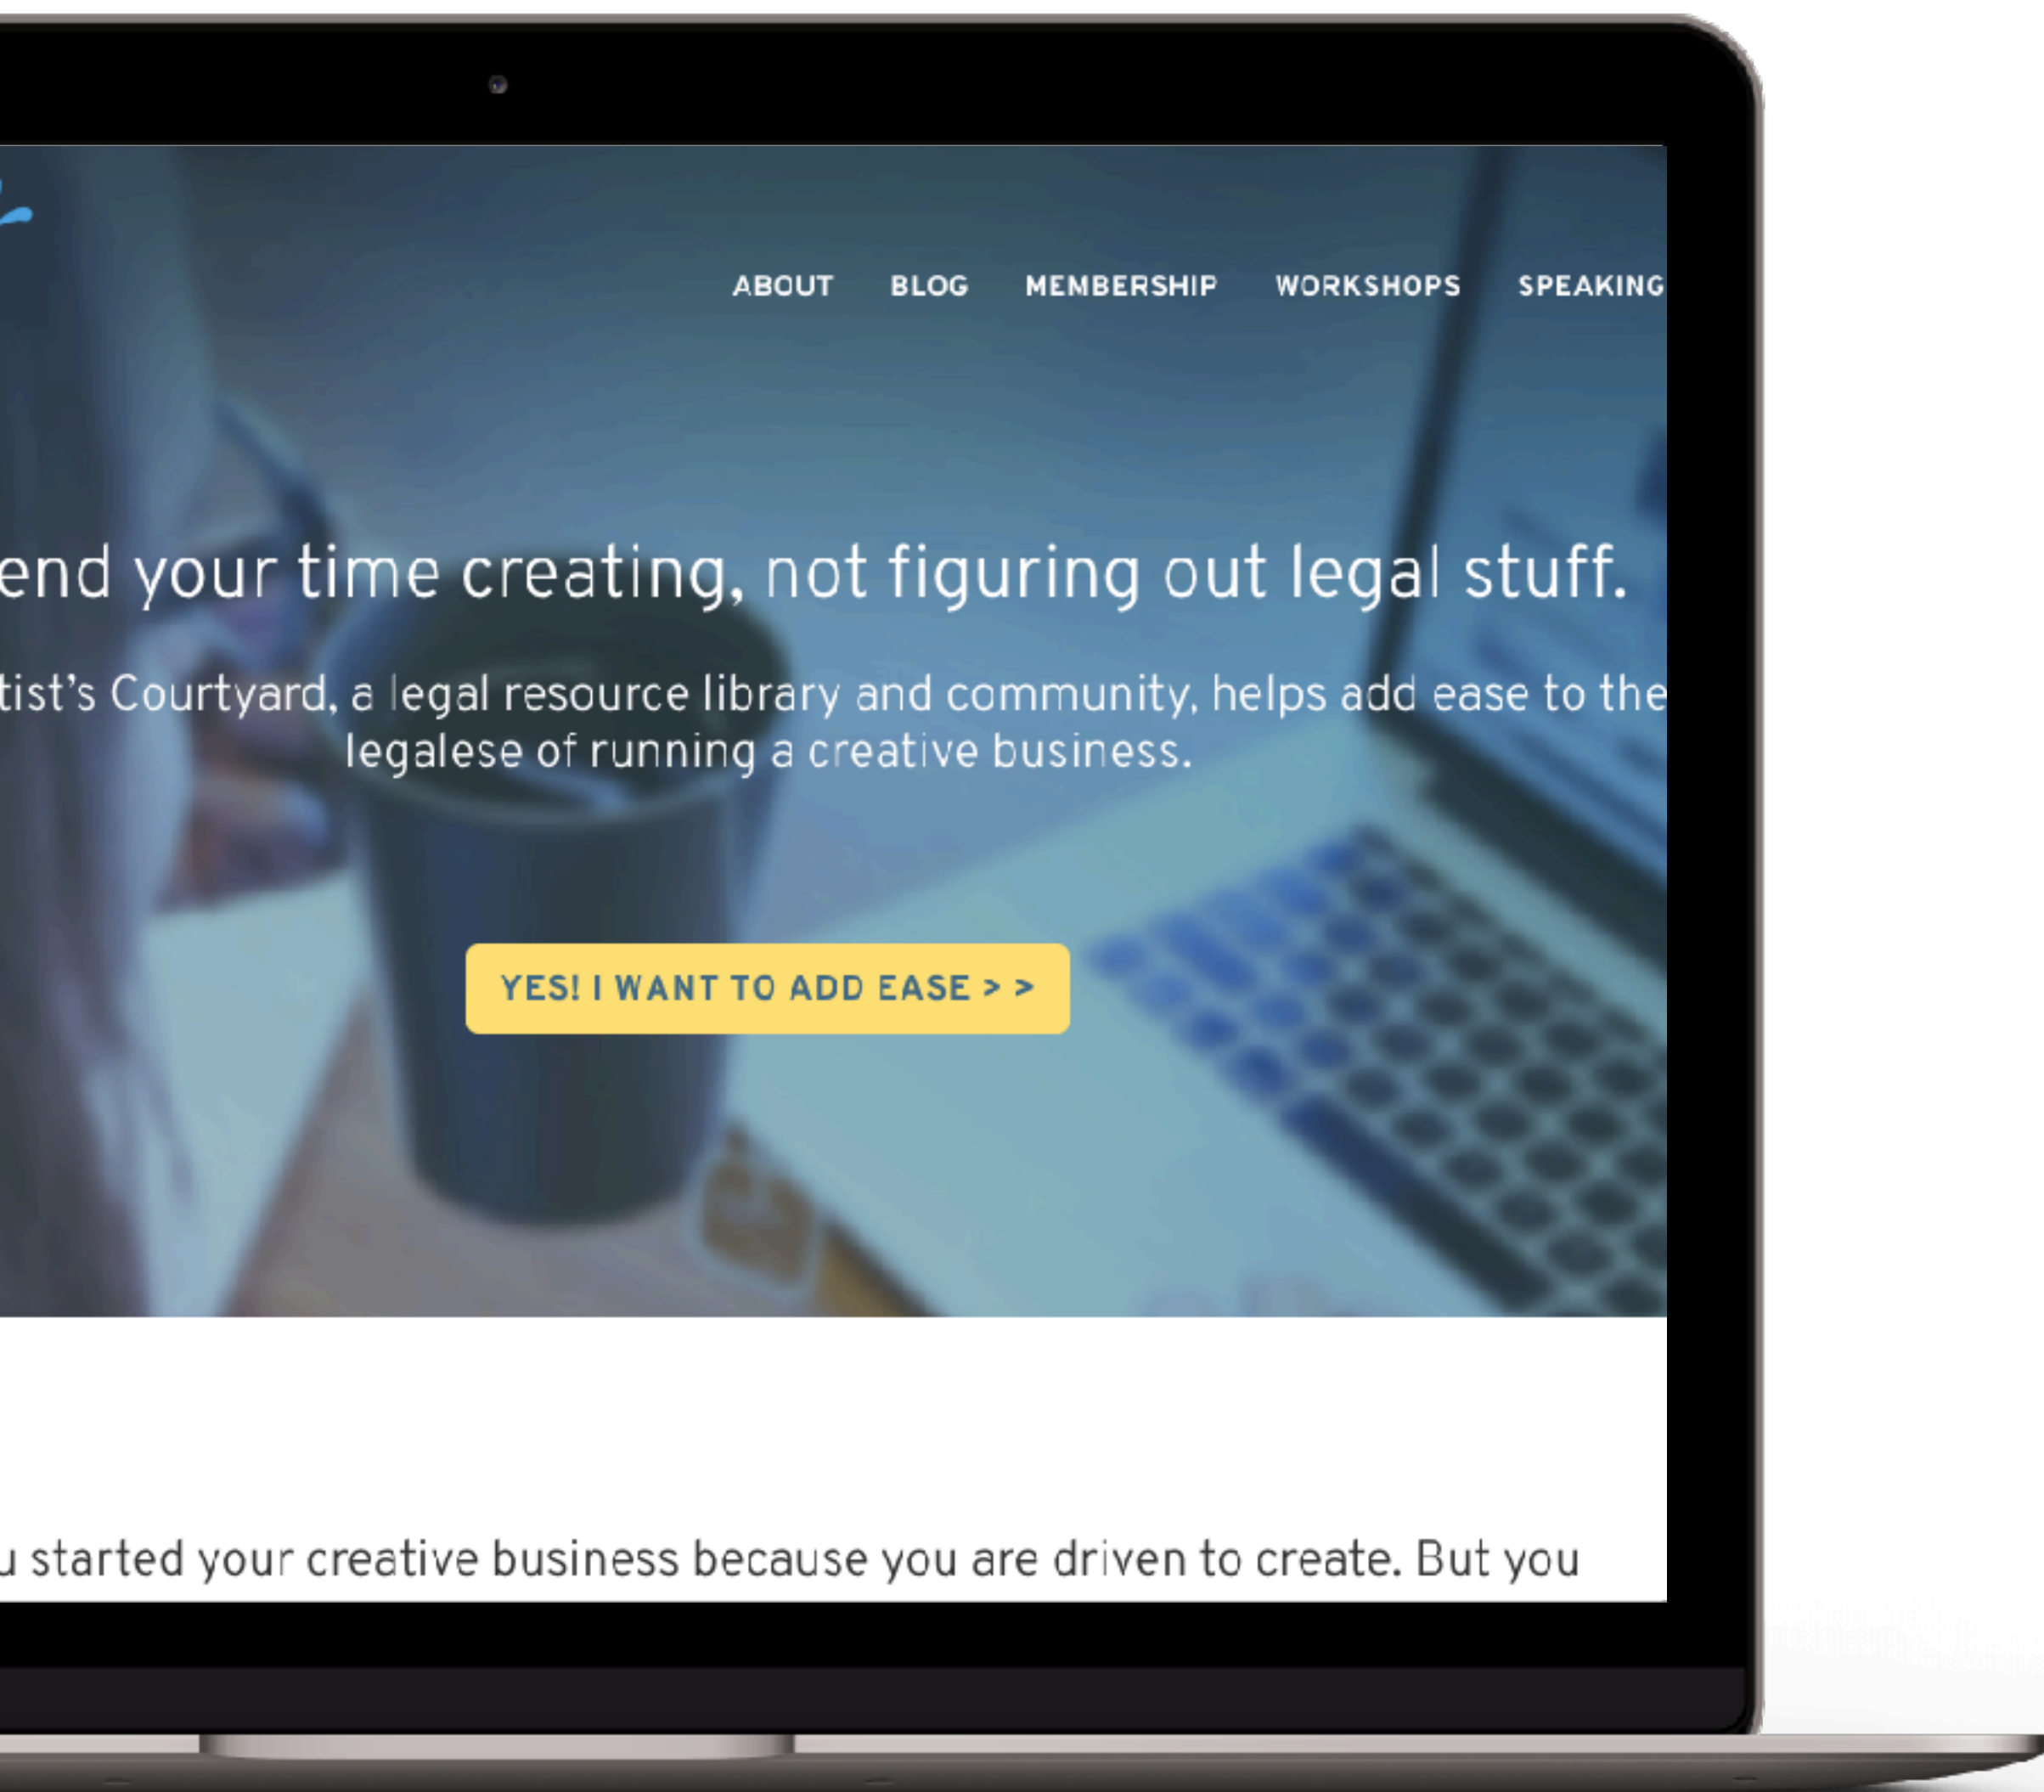 ABOUT BLOG MEMBERSHIP WORKSHOPS SPEAKING
end your time creating, not figuring out legal stuff.
tist’s Courtyard, a legal resource library and community, helps add ease to the
legalese of running a creative business.
YES! I WANT TO ADD EASE > >
u started your creative business because you are driven to create. But you